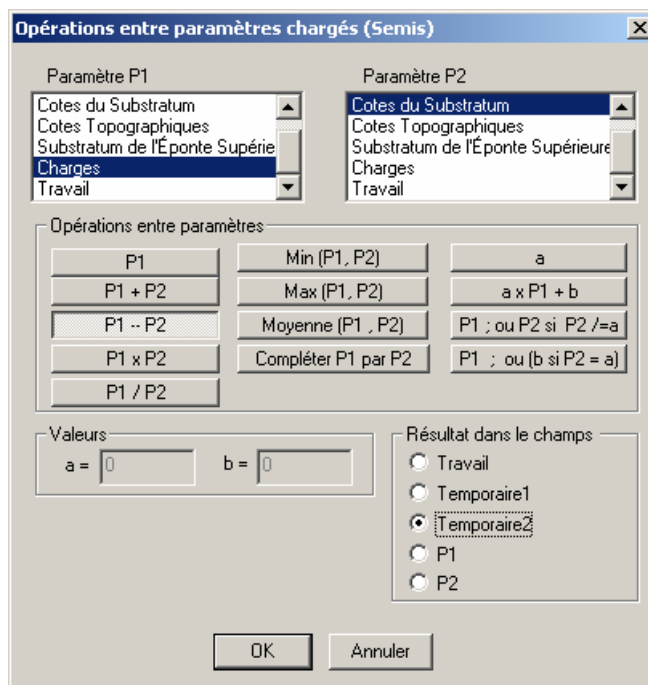 Opérations entre paramètres chargés (Semis)
Paramètre P1
Paramètre P2
Cotes du Substratum
Cotes Topographiques
Substratum de l'Éponte Supérie
Charges
Travail
Cotes du Substratum
Cotes Topographiques
Substratum de l'Éponte Supérieure
Charges
Travail
Opérations entre paramètres
P1
Min (P1, P2)
a
P1 + P2
Max (P1, P2)
a x P1 + b
P1 -- P2
Moyenne (P1 , P2)
P1 ; ou P2 si P2 /=a
P1 x P2
Compléter P1 par P2
P1 ; ou (b si P2 = a)
P1 / P2
Valeurs
a = 0
b = 0
Résultat dans le champs
Travail
Temporaire1
Temporaire2
P1
P2
OK
Annuler